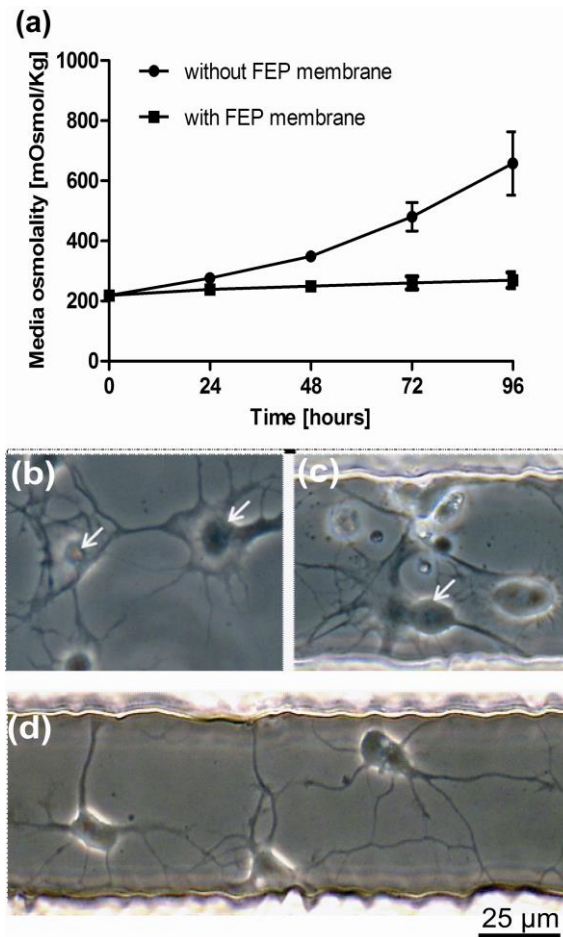 (a)
Media osmolality [mOsmol/Kg]
1000
800
600
400
200
0
without FEP membrane
with FEP membrane
0 24 48 72 96
Time [hours]
(b)
(c)
(d)
25 µm